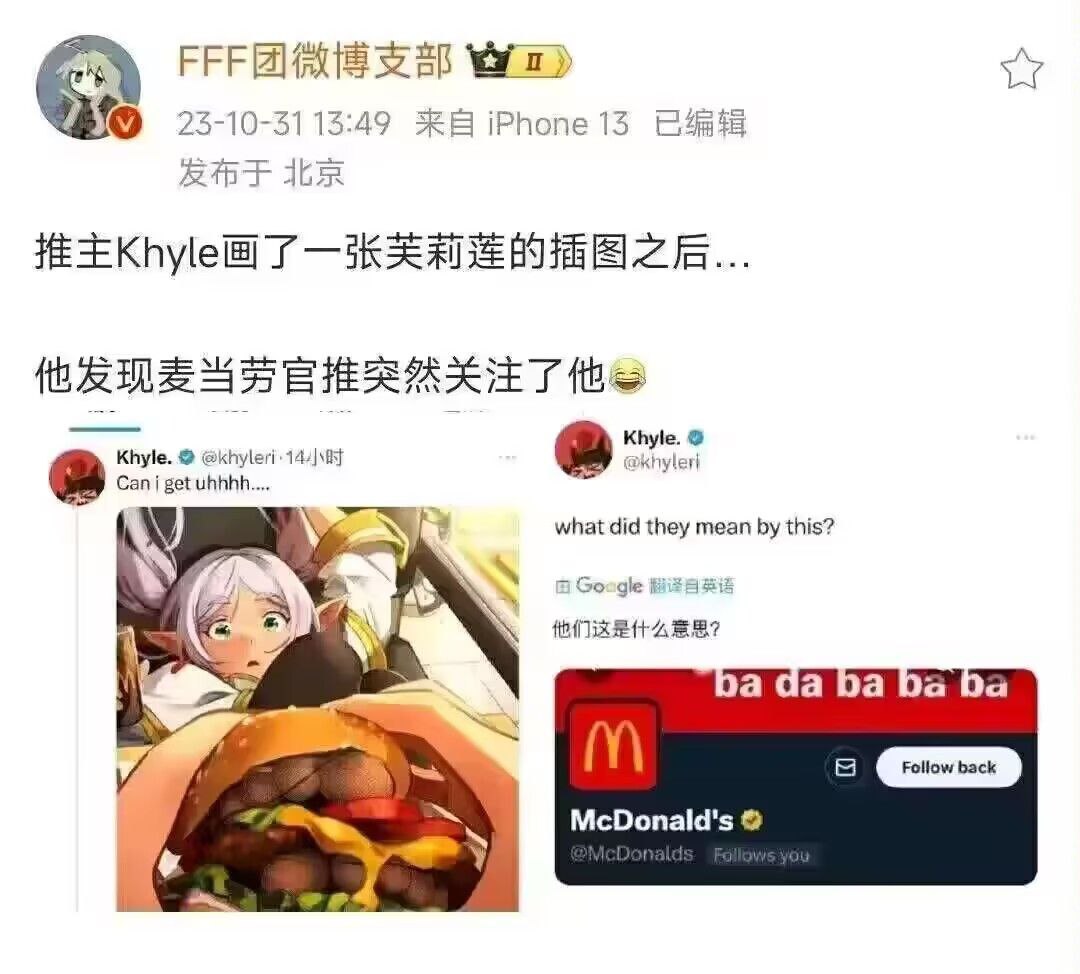 FFF团微博支部 II
23-10-31 13:49 来自 iPhone 13 已编辑
发布于 北京
推主Khyle画了一张芙莉莲的插图之后...
他发现麦当劳官推突然关注了他😂
Khyle. @khyleri·14小时
Can i get uhhhh....
Khyle.
@khyleri
what did they mean by this?
由 Google 翻译自英语
他们这是什么意思?
ba da ba ba ba
Follow back
McDonald's
@McDonalds Follows you